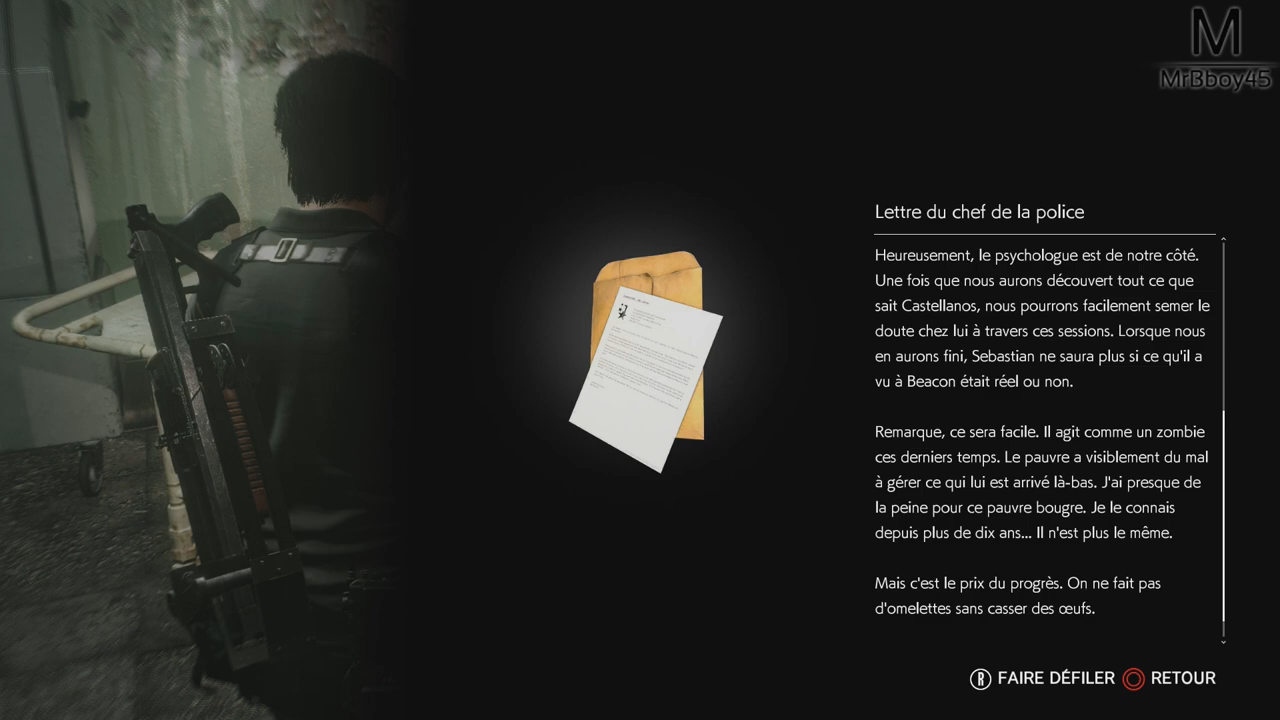 M
MrBboy45
Lettre du chef de la police
Heureusement, le psychologue est de notre côté.
Une fois que nous aurons découvert tout ce que
sait Castellanos, nous pourrons facilement semer le
doute chez lui à travers ces sessions. Lorsque nous
en aurons fini, Sebastian ne saura plus si ce qu'il a
vu à Beacon était réel ou non.
Remarque, ce sera facile. Il agit comme un zombie
ces derniers temps. Le pauvre a visiblement du mal
à gérer ce qui lui est arrivé là-bas. J'ai presque de
la peine pour ce pauvre bougre. Je le connais
depuis plus de dix ans... Il n'est plus le même.
Mais c'est le prix du progrès. On ne fait pas
d'omelettes sans casser des œufs.
R FAIRE DÉFILER RETOUR